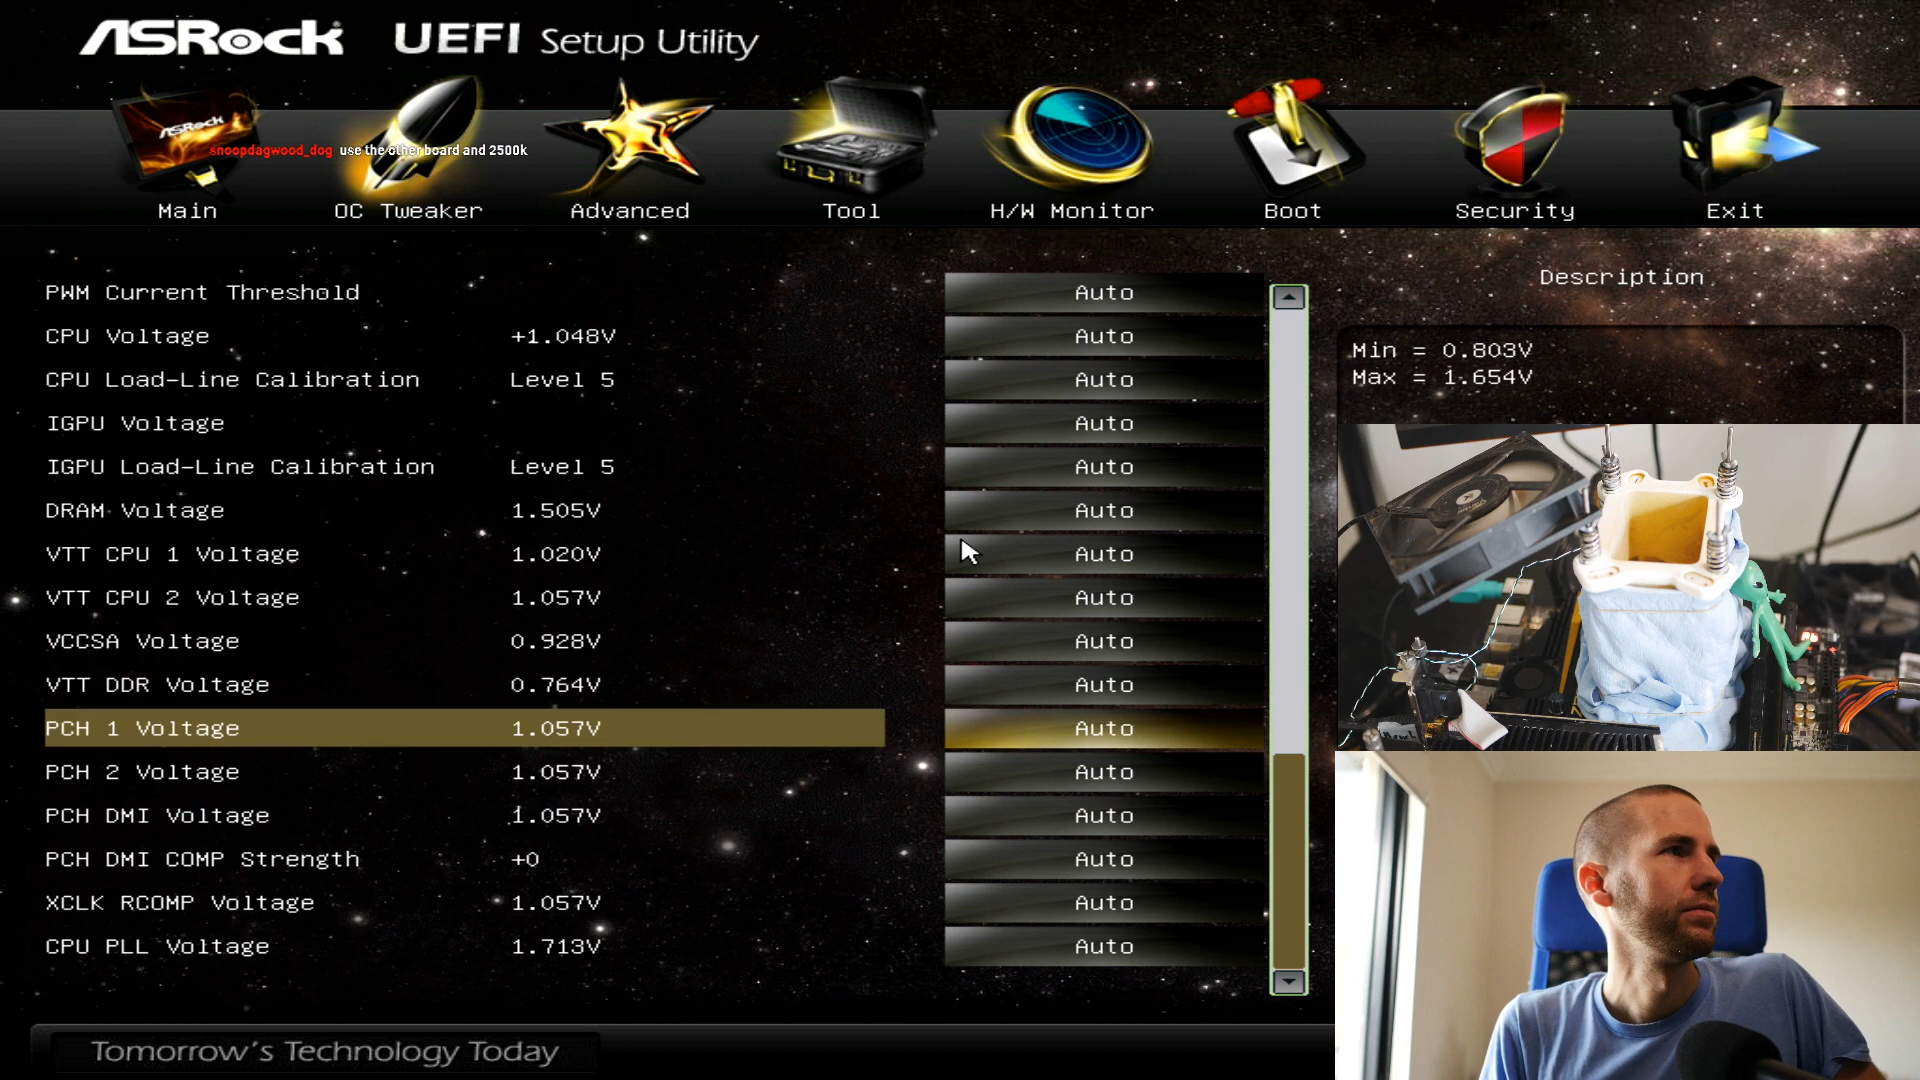 ASRock UEFI Setup Utility
ASRock
snoopdagwood_dog use the other board and 2500k
Main OC Tweaker Advanced Tool H/W Monitor Boot Security Exit
Description
PWM Current Threshold Auto
CPU Voltage +1.048V Auto
CPU Load-Line Calibration Level 5 Auto
IGPU Voltage Auto
IGPU Load-Line Calibration Level 5 Auto
DRAM Voltage 1.505V Auto
VTT CPU 1 Voltage 1.020V Auto
VTT CPU 2 Voltage 1.057V Auto
VCCSA Voltage 0.928V Auto
VTT DDR Voltage 0.764V Auto
PCH 1 Voltage 1.057V Auto
PCH 2 Voltage 1.057V Auto
PCH DMI Voltage 1.057V Auto
PCH DMI COMP Strength +0 Auto
XCLK RCOMP Voltage 1.057V Auto
CPU PLL Voltage 1.713V Auto
Min = 0.803V
Max = 1.654V
Tomorrow's Technology Today